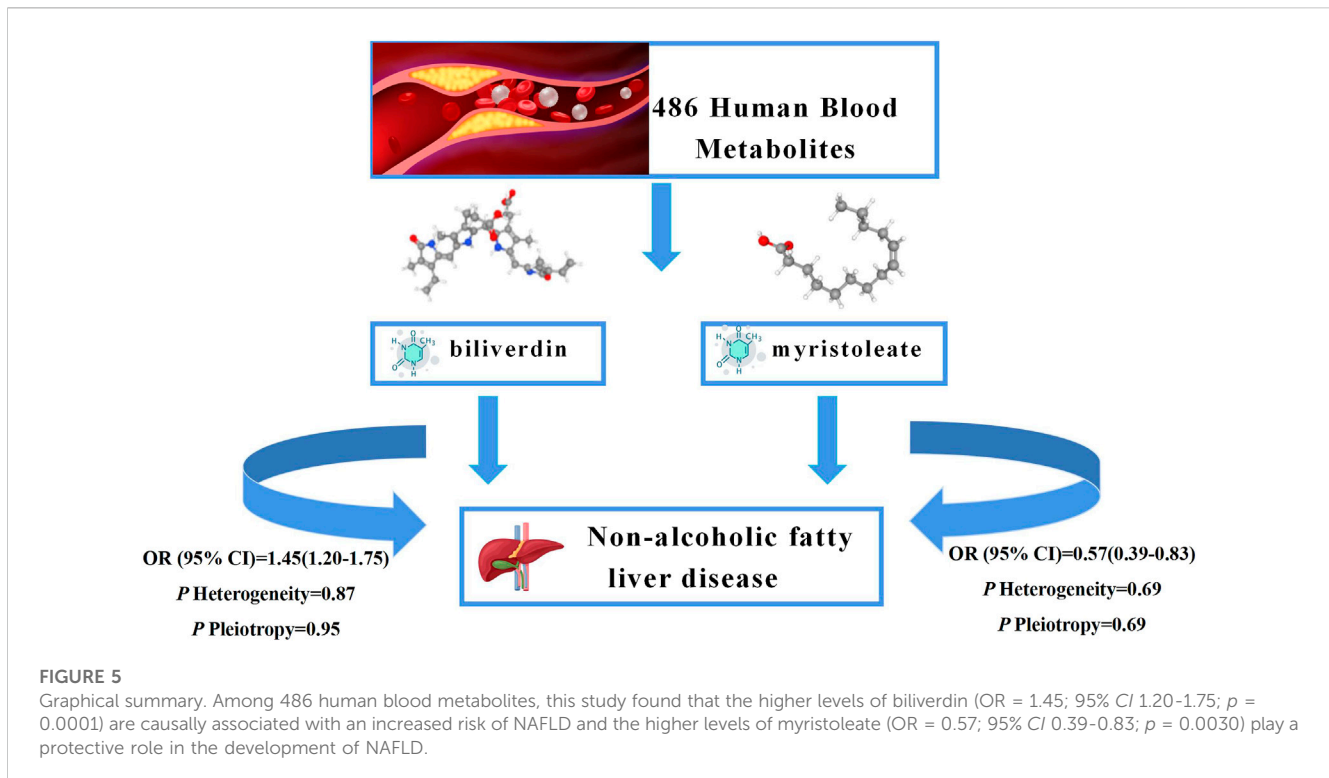 486 Human Blood
Metabolites
O
H
N
CH₃
O
N
H
biliverdin
O
H
N
CH₃
O
N
H
myristoleate
Non-alcoholic fatty
liver disease
OR (95% CI)=1.45(1.20-1.75)
P Heterogeneity=0.87
P Pleiotropy=0.95
OR (95% CI)=0.57(0.39-0.83)
P Heterogeneity=0.69
P Pleiotropy=0.69
FIGURE 5
Graphical summary. Among 486 human blood metabolites, this study found that the higher levels of biliverdin (OR = 1.45; 95% CI 1.20-1.75; p =
0.0001) are causally associated with an increased risk of NAFLD and the higher levels of myristoleate (OR = 0.57; 95% CI 0.39-0.83; p = 0.0030) play a
protective role in the development of NAFLD.